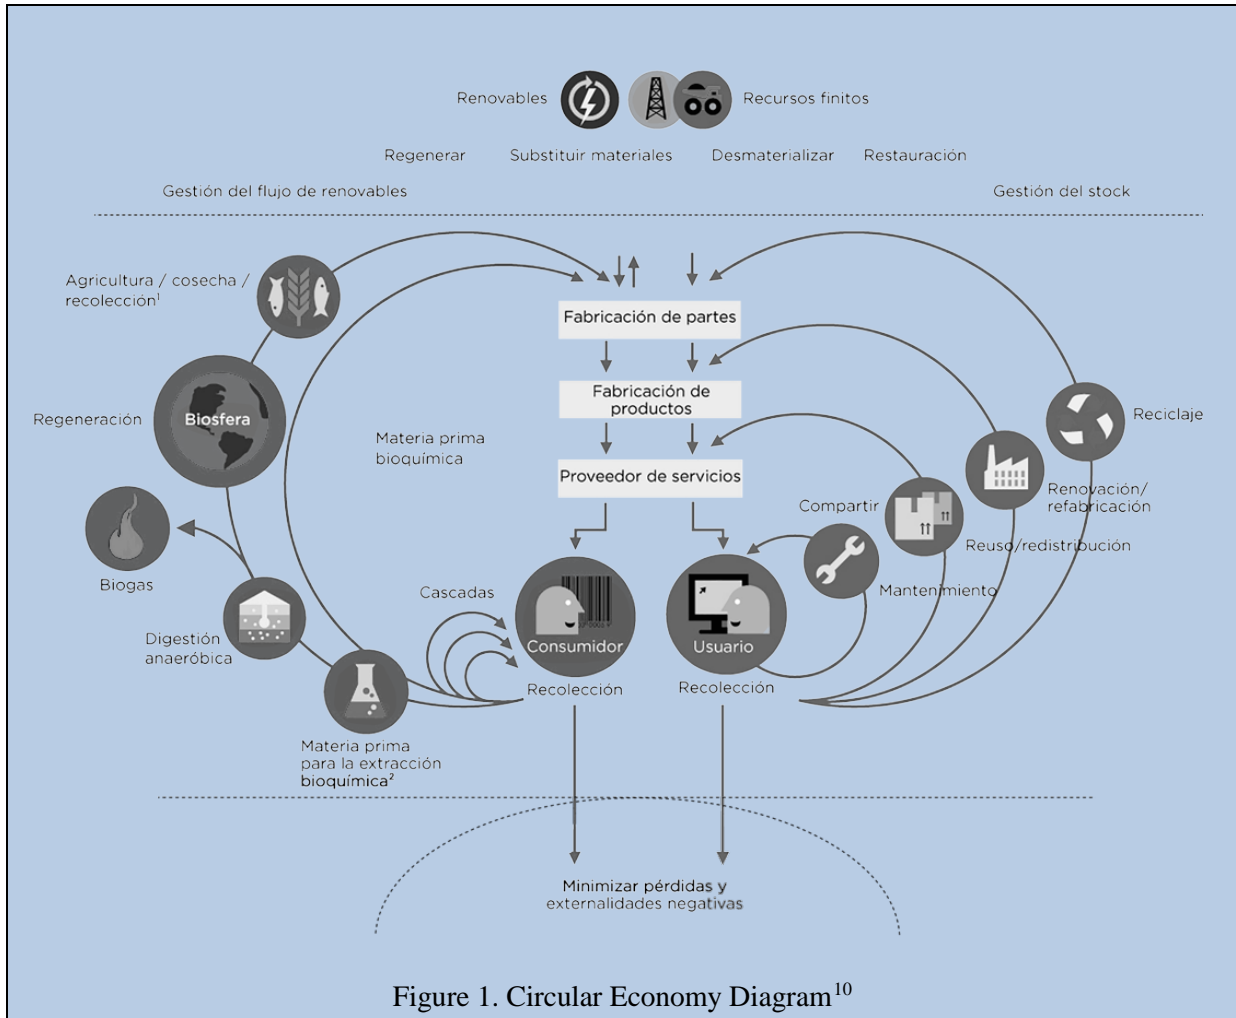 Renovables
Recursos finitos
Regenerar
Substituir materiales
Desmaterializar
Restauración
Gestión del flujo de renovables
Gestión del stock
Agricultura / cosecha /
recolección¹
Fabricación de partes
Regeneración
Biosfera
Fabricación de
productos
Reciclaje
Materia prima
bioquímica
Proveedor de servicios
Renovación/
refabricación
Compartir
Reuso/redistribución
Biogas
Cascadas
Mantenimiento
Digestión
anaeróbica
Consumidor
Usuario
Recolección
Recolección
Materia prima
para la extracción
bioquímica²
Minimizar pérdidas y
externalidades negativas
Figure 1. Circular Economy Diagram¹⁰